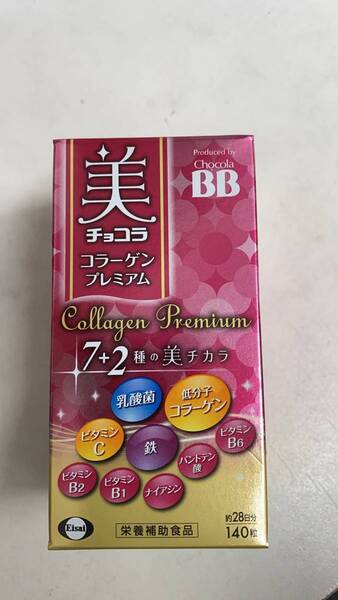 Produced by
Chocola
BB
美
チョコラ
コラーゲン
プレミアム
Collagen Premium
7+2種の美チカラ
乳酸菌
低分子
コラーゲン
ビタミン
C
鉄
ビタミン
B6
パントテン
酸
ビタミン
B2
ビタミン
B1
ナイアシン
Eisai
栄養補助食品
約28日分
140粒